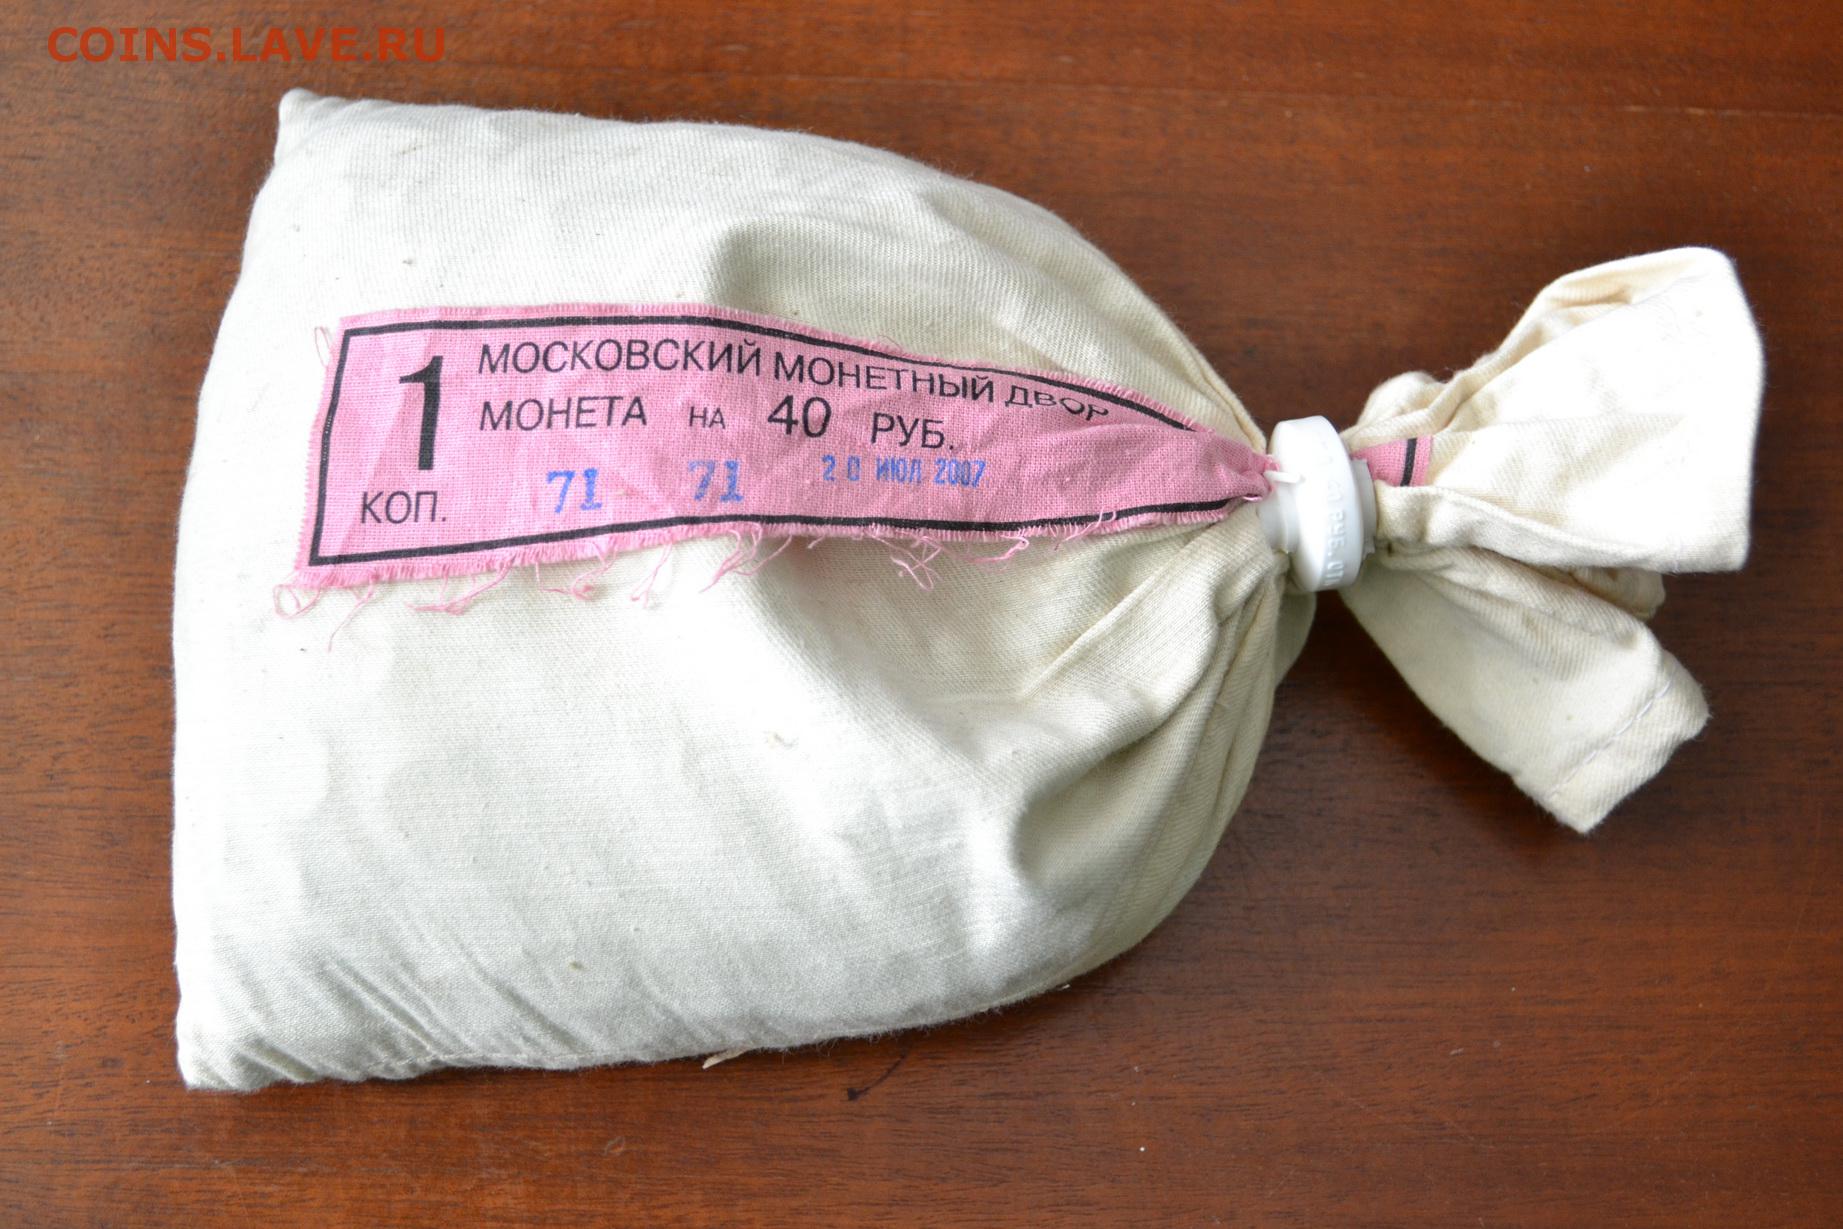 COINS.LAVE.RU
1 КОП.
МОСКОВСКИЙ МОНЕТНЫЙ ДВОР
МОНЕТА НА 40 РУБ.
71 71 20 ИЮЛ 2007